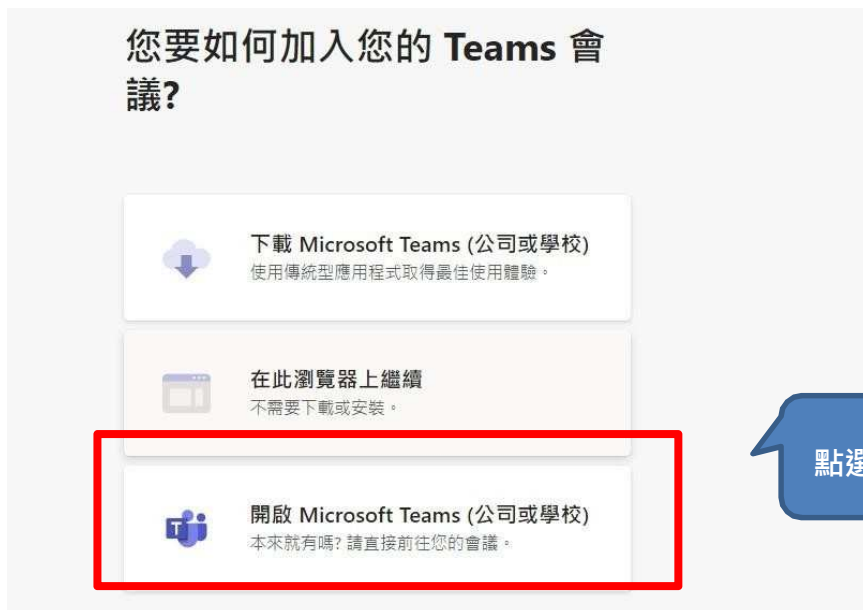 您要如何加入您的 Teams 會
議?
下載 Microsoft Teams (公司或學校)
使用傳統型應用程式取得最佳使用體驗。
在此瀏覽器上繼續
不需要下載或安裝。
點選
開啟 Microsoft Teams (公司或學校)
本來就有嗎? 請直接前往您的會議。